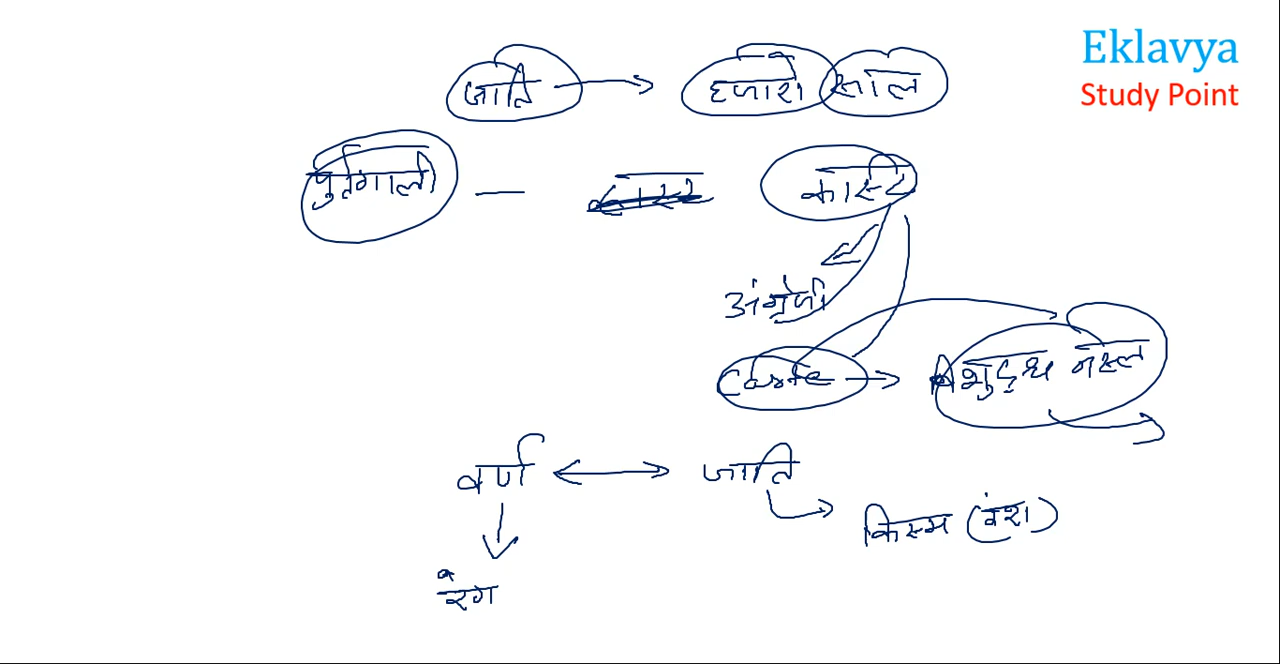 Eklavya
Study Point
जाति → हजारो साल
पुर्तगाली — कास्ट
अंग्रेजी
Caste → विशुद्ध नस्ल
वर्ण ↔ जाति
किस्म (वंश)
रंग